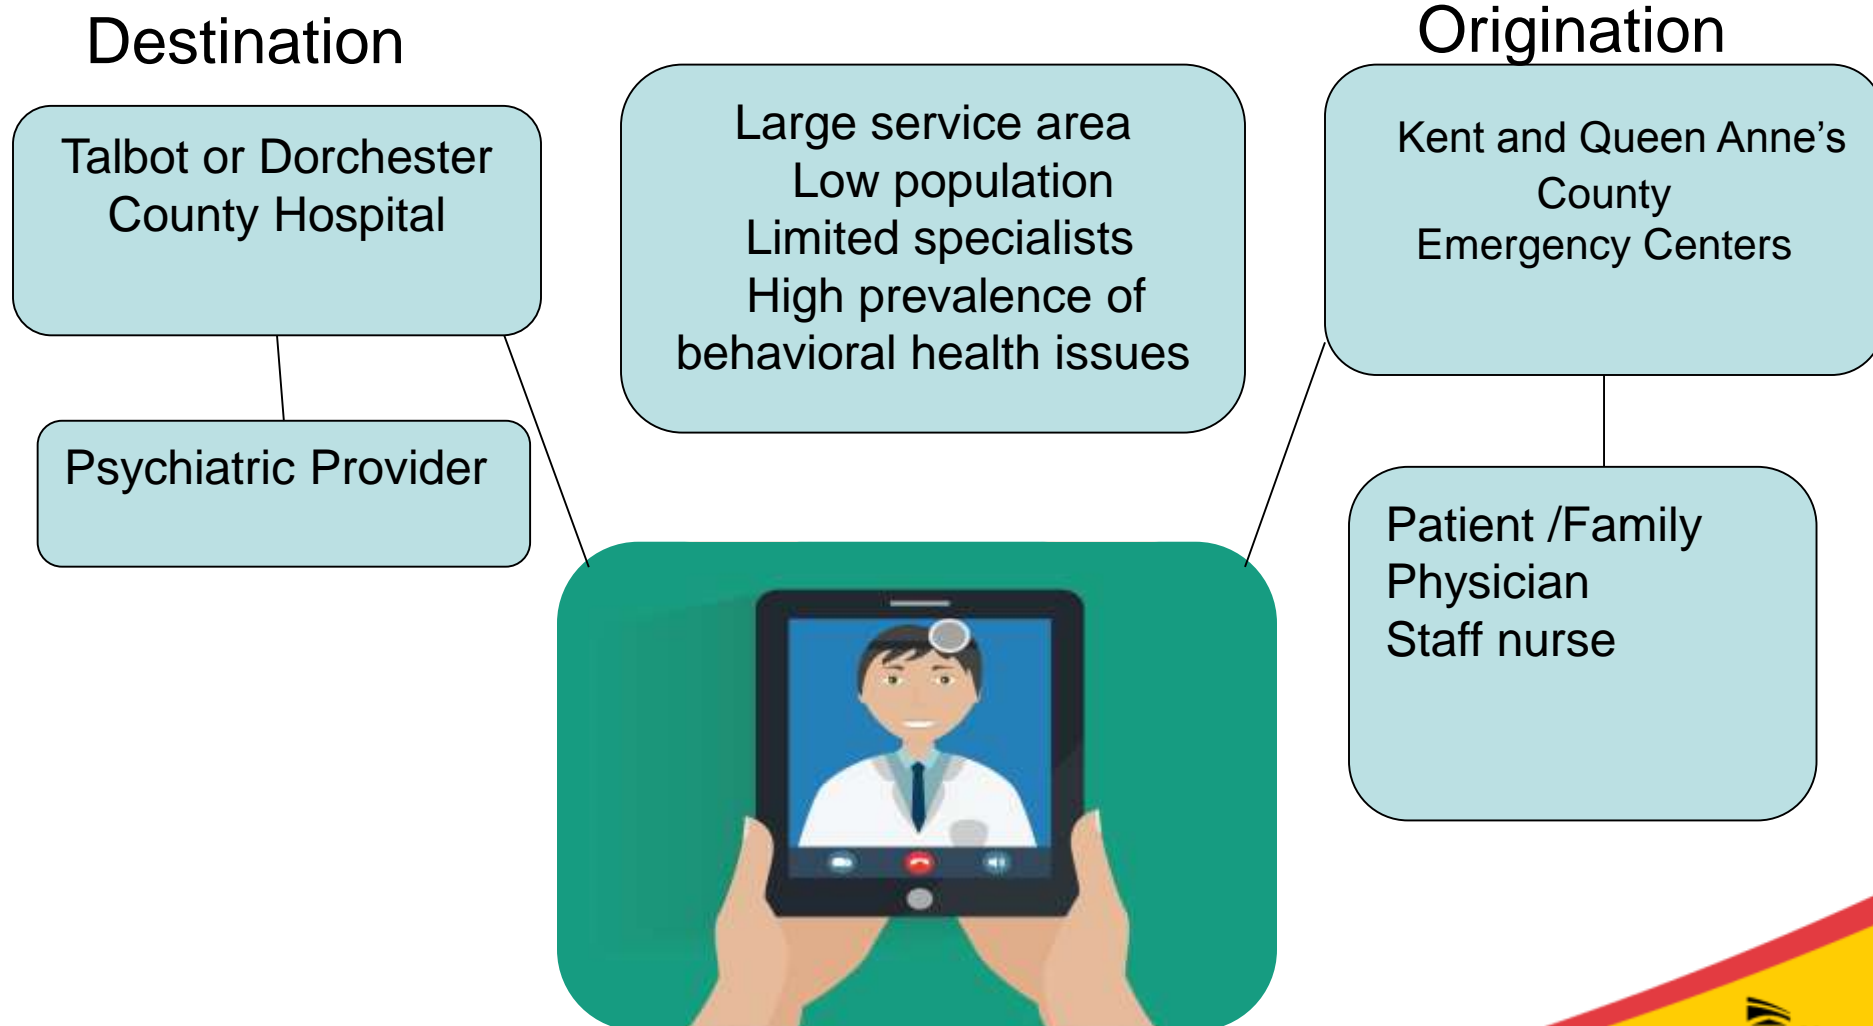 Destination
Origination
Talbot or Dorchester
County Hospital
Psychiatric Provider
Large service area
Low population
Limited specialists
High prevalence of
behavioral health issues
Kent and Queen Anne’s
County
Emergency Centers
Patient /Family
Physician
Staff nurse